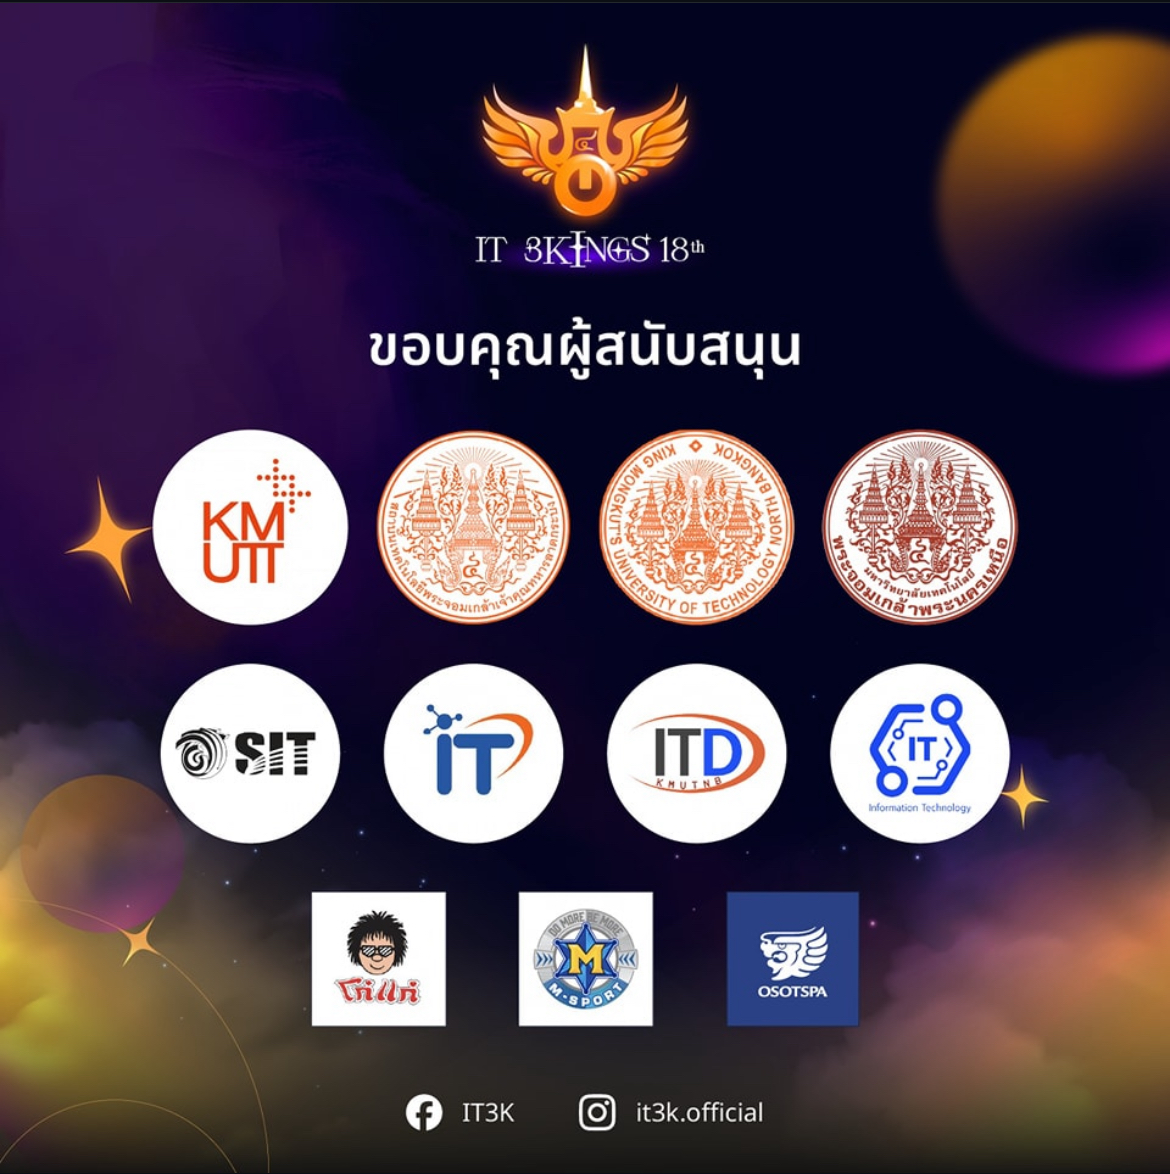 IT 3KINGS 18th
ขอบคุณผู้สนับสนุน
KM
UTT
สถาบันเทคโนโลยีพระจอมเกล้าเจ้าคุณทหารลาดกระบัง
KING MONGKUT'S UNIVERSITY OF TECHNOLOGY NORTH BANGKOK
มหาวิทยาลัยเทคโนโลยี
พระจอมเกล้าพระนครเหนือ
SIT
IT
ITD
KMUTNB
IT
Information Technology
โก๋แก่
DO MORE BE MORE
M
M-SPORT
OSOTSPA
IT3K
it3k.official